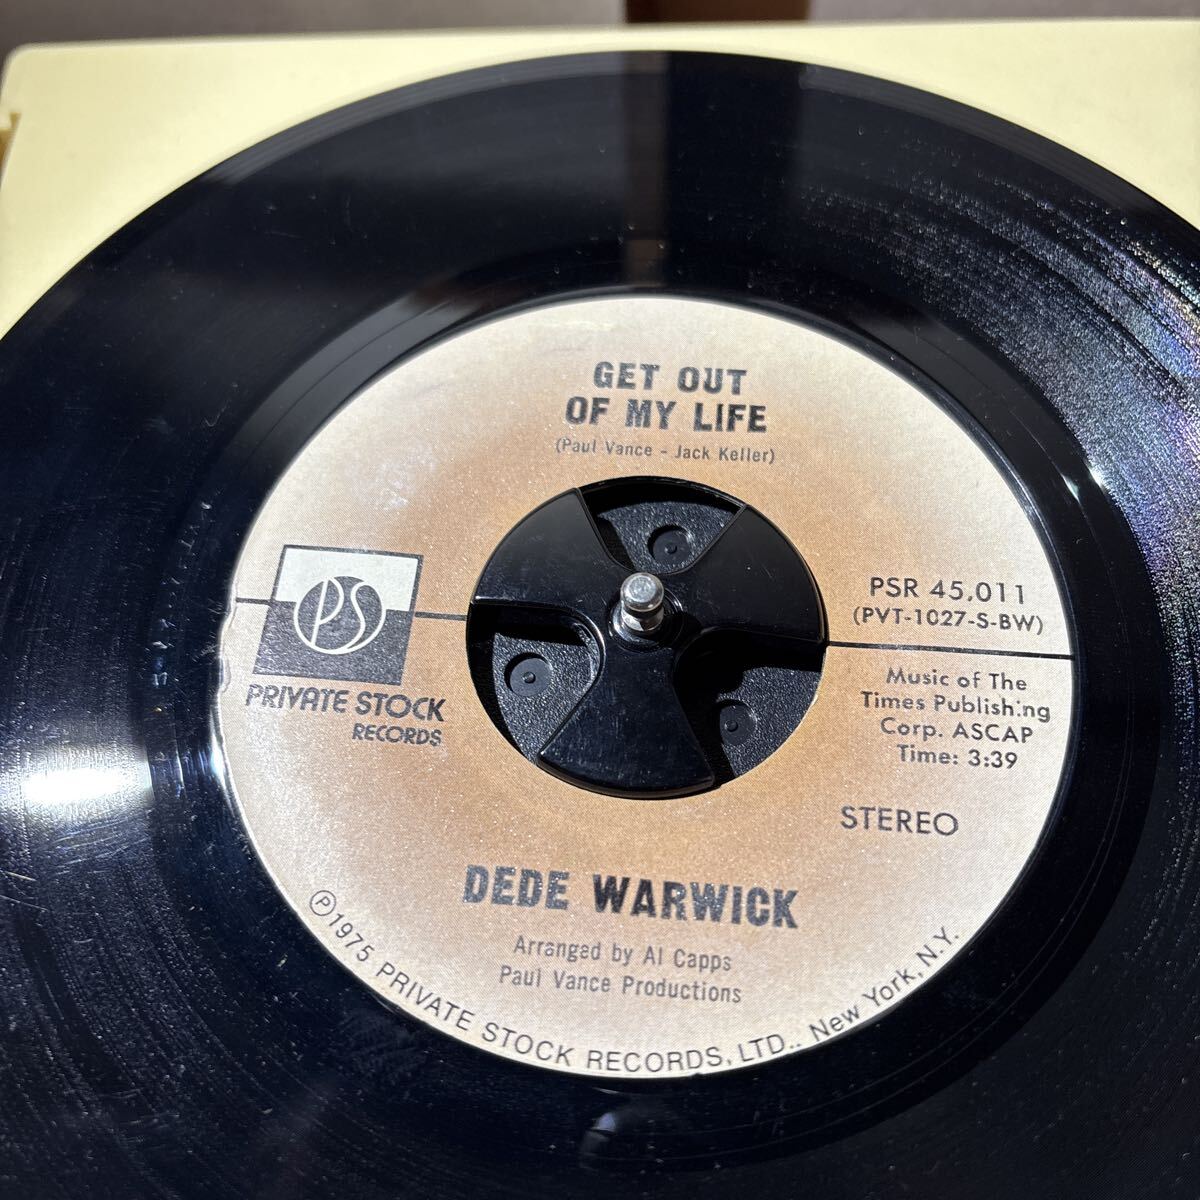 GET OUT
OF MY LIFE
(Paul Vance - Jack Keller)
PS
PRIVATE STOCK
RECORDS
PSR 45.011
(PVT-1027-S-BW)
Music of The
Times Publishing
Corp. ASCAP
Time: 3:39
STEREO
DEDE WARWICK
Arranged by Al Capps
Paul Vance Productions
℗1975 PRIVATE STOCK RECORDS, LTD., New York, N.Y.